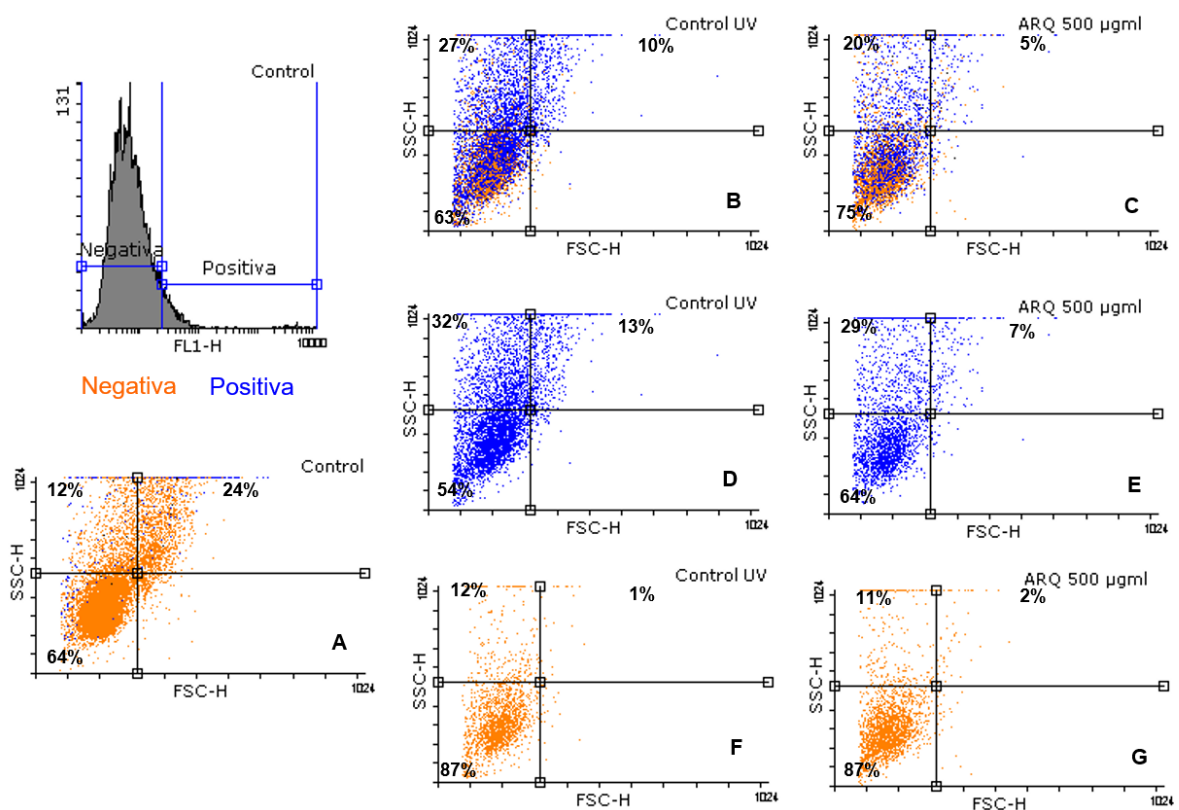 Control
131
Negativa
Positiva
FL1-H
10000
Negativa Positiva
Control
1024
12% 24%
SSC-H
A
64%
FSC-H
1024
Control UV
1024
27% 10%
SSC-H
B
63%
FSC-H
1024
ARQ 500 µgml
1024
20% 5%
SSC-H
C
75%
FSC-H
1024
Control UV
1024
32% 13%
SSC-H
D
54%
FSC-H
1024
ARQ 500 µgml
1024
29% 7%
SSC-H
E
64%
FSC-H
1024
Control UV
1024
12% 1%
SSC-H
F
87%
FSC-H
1024
ARQ 500 µgml
1024
11% 2%
SSC-H
G
87%
FSC-H
1024